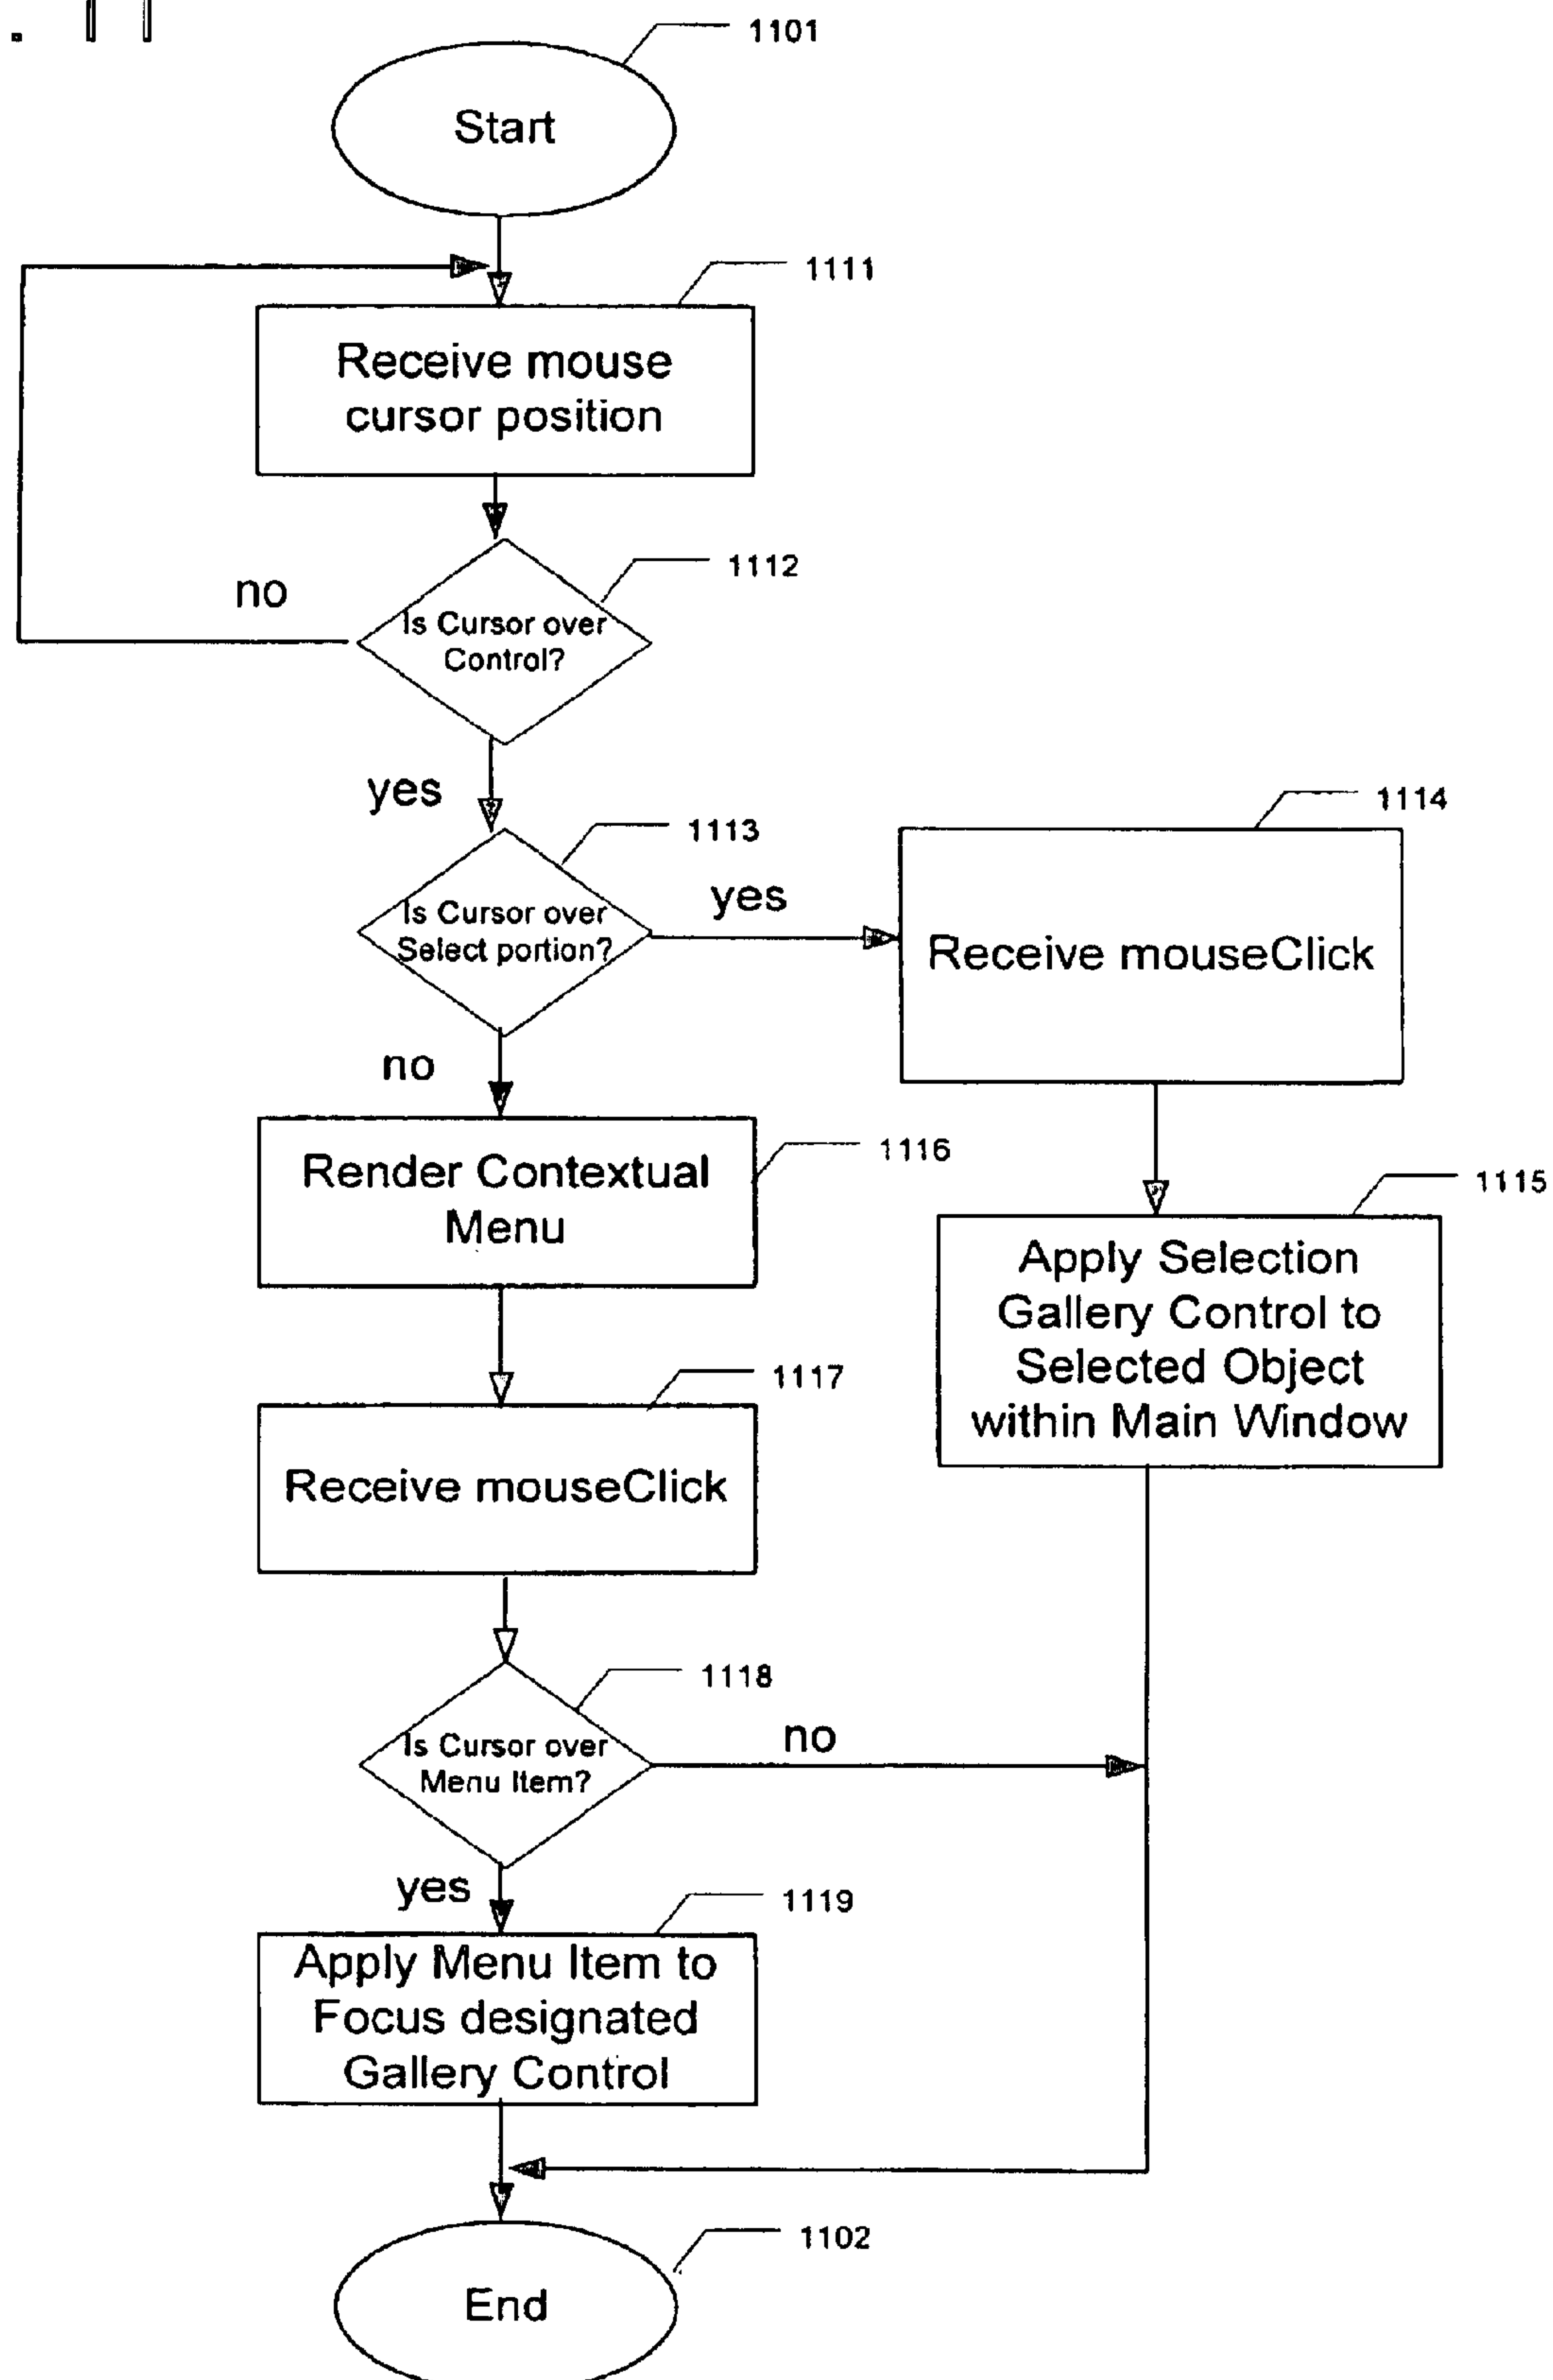 . 11
1101
Start
1111
Receive mouse
cursor position
1112
no
Is Cursor over
Control?
yes
1114
1113
yes
Is Cursor over
Select portion?
Receive mouseClick
no
1116
Render Contextual
Menu
1115
Apply Selection
Gallery Control to
Selected Object
within Main Window
1117
Receive mouseClick
1118
no
Is Cursor over
Menu Item?
yes
1119
Apply Menu Item to
Focus designated
Gallery Control
1102
End